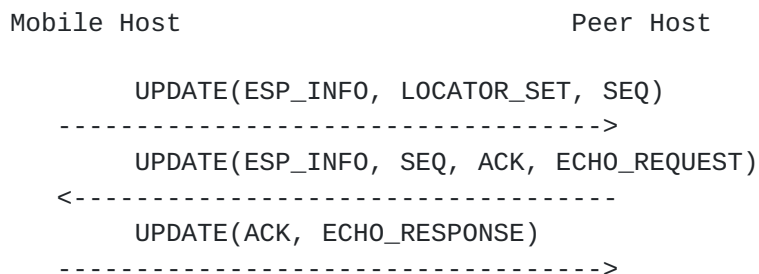 Mobile Host Peer Host
UPDATE(ESP_INFO, LOCATOR_SET, SEQ)
----------------------------------->
UPDATE(ESP_INFO, SEQ, ACK, ECHO_REQUEST)
<-----------------------------------
UPDATE(ACK, ECHO_RESPONSE)
----------------------------------->